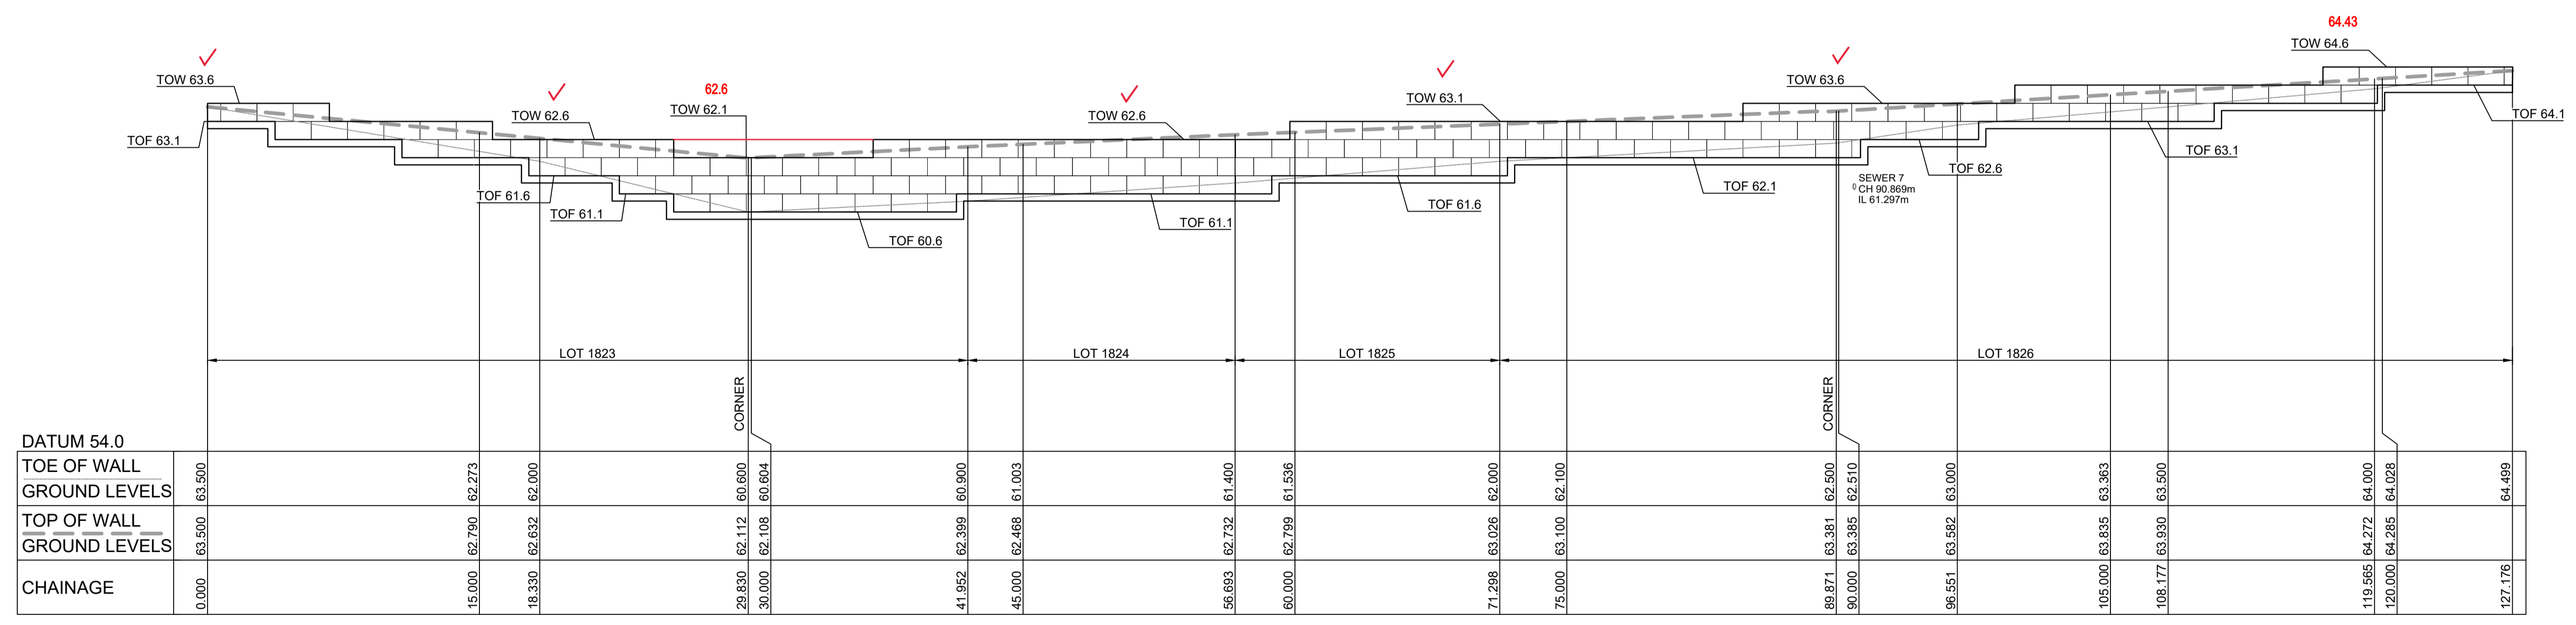 64.43
TOW 64.6
TOW 63.6
TOW 62.6
62.6
TOW 62.1
TOW 62.6
TOW 63.1
TOW 63.6
TOF 63.1
TOF 61.6
TOF 61.1
TOF 60.6
TOF 61.1
TOF 61.6
TOF 62.1
SEWER 7
0 CH 90.869m
IL 61.297m
TOF 62.6
TOF 63.1
TOF 64.1
LOT 1823
LOT 1824
LOT 1825
LOT 1826
CORNER
CORNER
DATUM 54.0
TOE OF WALL
GROUND LEVELS
63.500 62.273 62.000 60.600 60.604 60.900 61.003 61.400 61.536 62.000 62.100 62.500 62.510 63.000 63.363 63.500 64.000 64.028 64.499
TOP OF WALL
GROUND LEVELS
63.500 62.790 62.632 62.112 62.108 62.399 62.468 62.732 62.799 63.026 63.100 63.381 63.385 63.582 63.835 63.930 64.272 64.285
CHAINAGE
0.000 15.000 18.330 29.830 30.000 41.952 45.000 56.693 60.000 71.298 75.000 89.871 90.000 96.551 105.000 108.177 119.565 120.000 127.176